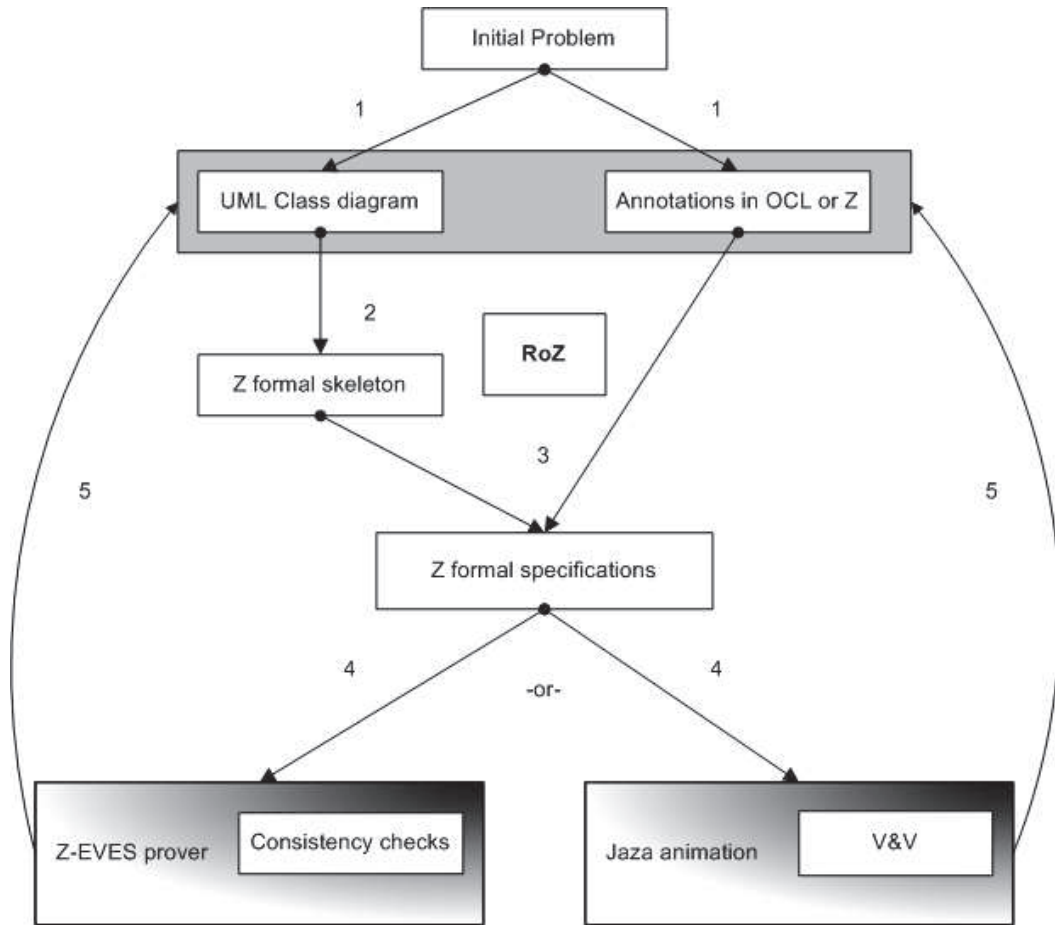 Initial Problem
1
1
UML Class diagram
Annotations in OCL or Z
2
RoZ
Z formal skeleton
3
5
5
Z formal specifications
4
4
-or-
Z-EVES prover
Consistency checks
Jaza animation
V&V